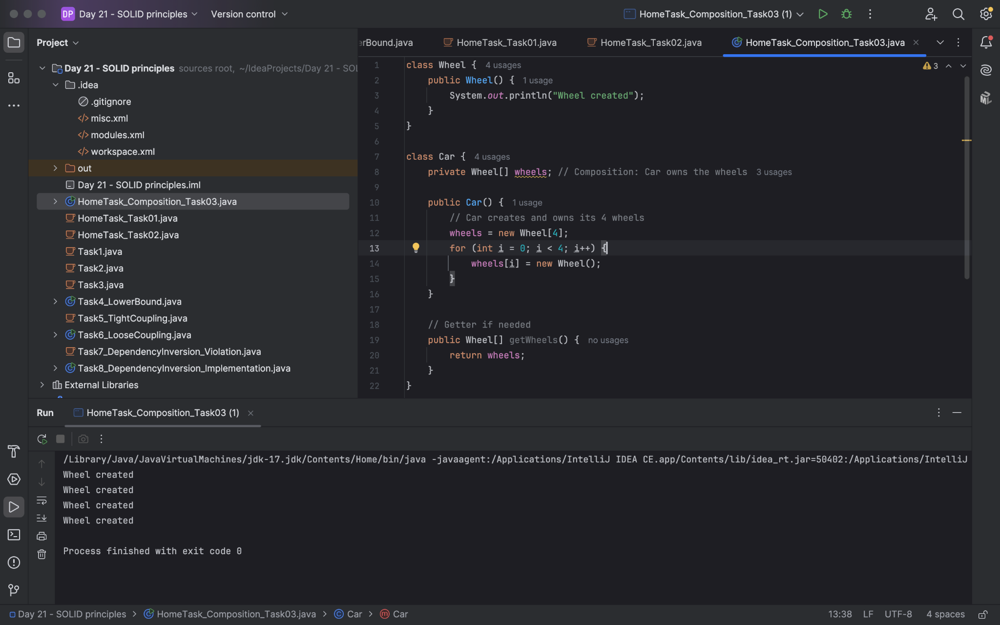 DP Day 21 - SOLID principles Version control HomeTask_Composition_Task03 (1)
Project
Day 21 - SOLID principles sources root, ~/IdeaProjects/Day 21 - SOL
.idea
.gitignore
misc.xml
modules.xml
workspace.xml
out
Day 21 - SOLID principles.iml
HomeTask_Composition_Task03.java
HomeTask_Task01.java
HomeTask_Task02.java
Task1.java
Task2.java
Task3.java
Task4_LowerBound.java
Task5_TightCoupling.java
Task6_LooseCoupling.java
Task7_DependencyInversion_Violation.java
Task8_DependencyInversion_Implementation.java
External Libraries
erBound.java HomeTask_Task01.java HomeTask_Task02.java HomeTask_Composition_Task03.java
3
1 class Wheel { 4 usages
2 public Wheel() { 1 usage
3 System.out.println("Wheel created");
4 }
5 }
6
7 class Car { 4 usages
8 private Wheel[] wheels; // Composition: Car owns the wheels 3 usages
9
10 public Car() { 1 usage
11 // Car creates and owns its 4 wheels
12 wheels = new Wheel[4];
13 for (int i = 0; i < 4; i++) {
14 wheels[i] = new Wheel();
15 }
16 }
17
18 // Getter if needed
19 public Wheel[] getWheels() { no usages
20 return wheels;
21 }
22 }
ML
Run HomeTask_Composition_Task03 (1)
/Library/Java/JavaVirtualMachines/jdk-17.jdk/Contents/Home/bin/java -javaagent:/Applications/IntelliJ IDEA CE.app/Contents/lib/idea_rt.jar=50402:/Applications/IntelliJ
Wheel created
Wheel created
Wheel created
Wheel created
Process finished with exit code 0
Day 21 - SOLID principles > HomeTask_Composition_Task03.java > Car > m Car 13:38 LF UTF-8 4 spaces